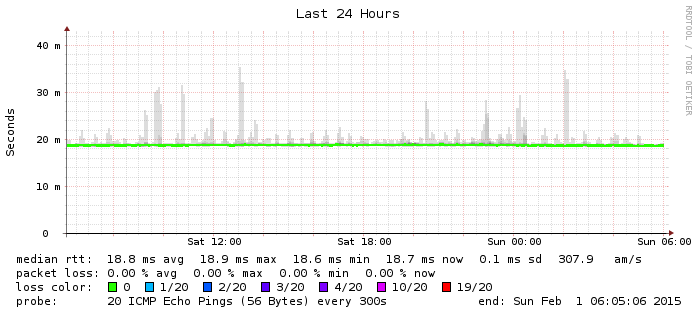 Last 24 Hours
RRDTOOL / TOBI OETIKER
Seconds
40 m
30 m
20 m
10 m
0
Sat 12:00 Sat 18:00 Sun 00:00 Sun 06:00
median rtt: 18.8 ms avg 18.9 ms max 18.6 ms min 18.7 ms now 0.1 ms sd 307.9 am/s
packet loss: 0.00 % avg 0.00 % max 0.00 % min 0.00 % now
loss color: 0 1/20 2/20 3/20 4/20 10/20 19/20
probe: 20 ICMP Echo Pings (56 Bytes) every 300s end: Sun Feb 1 06:05:06 2015